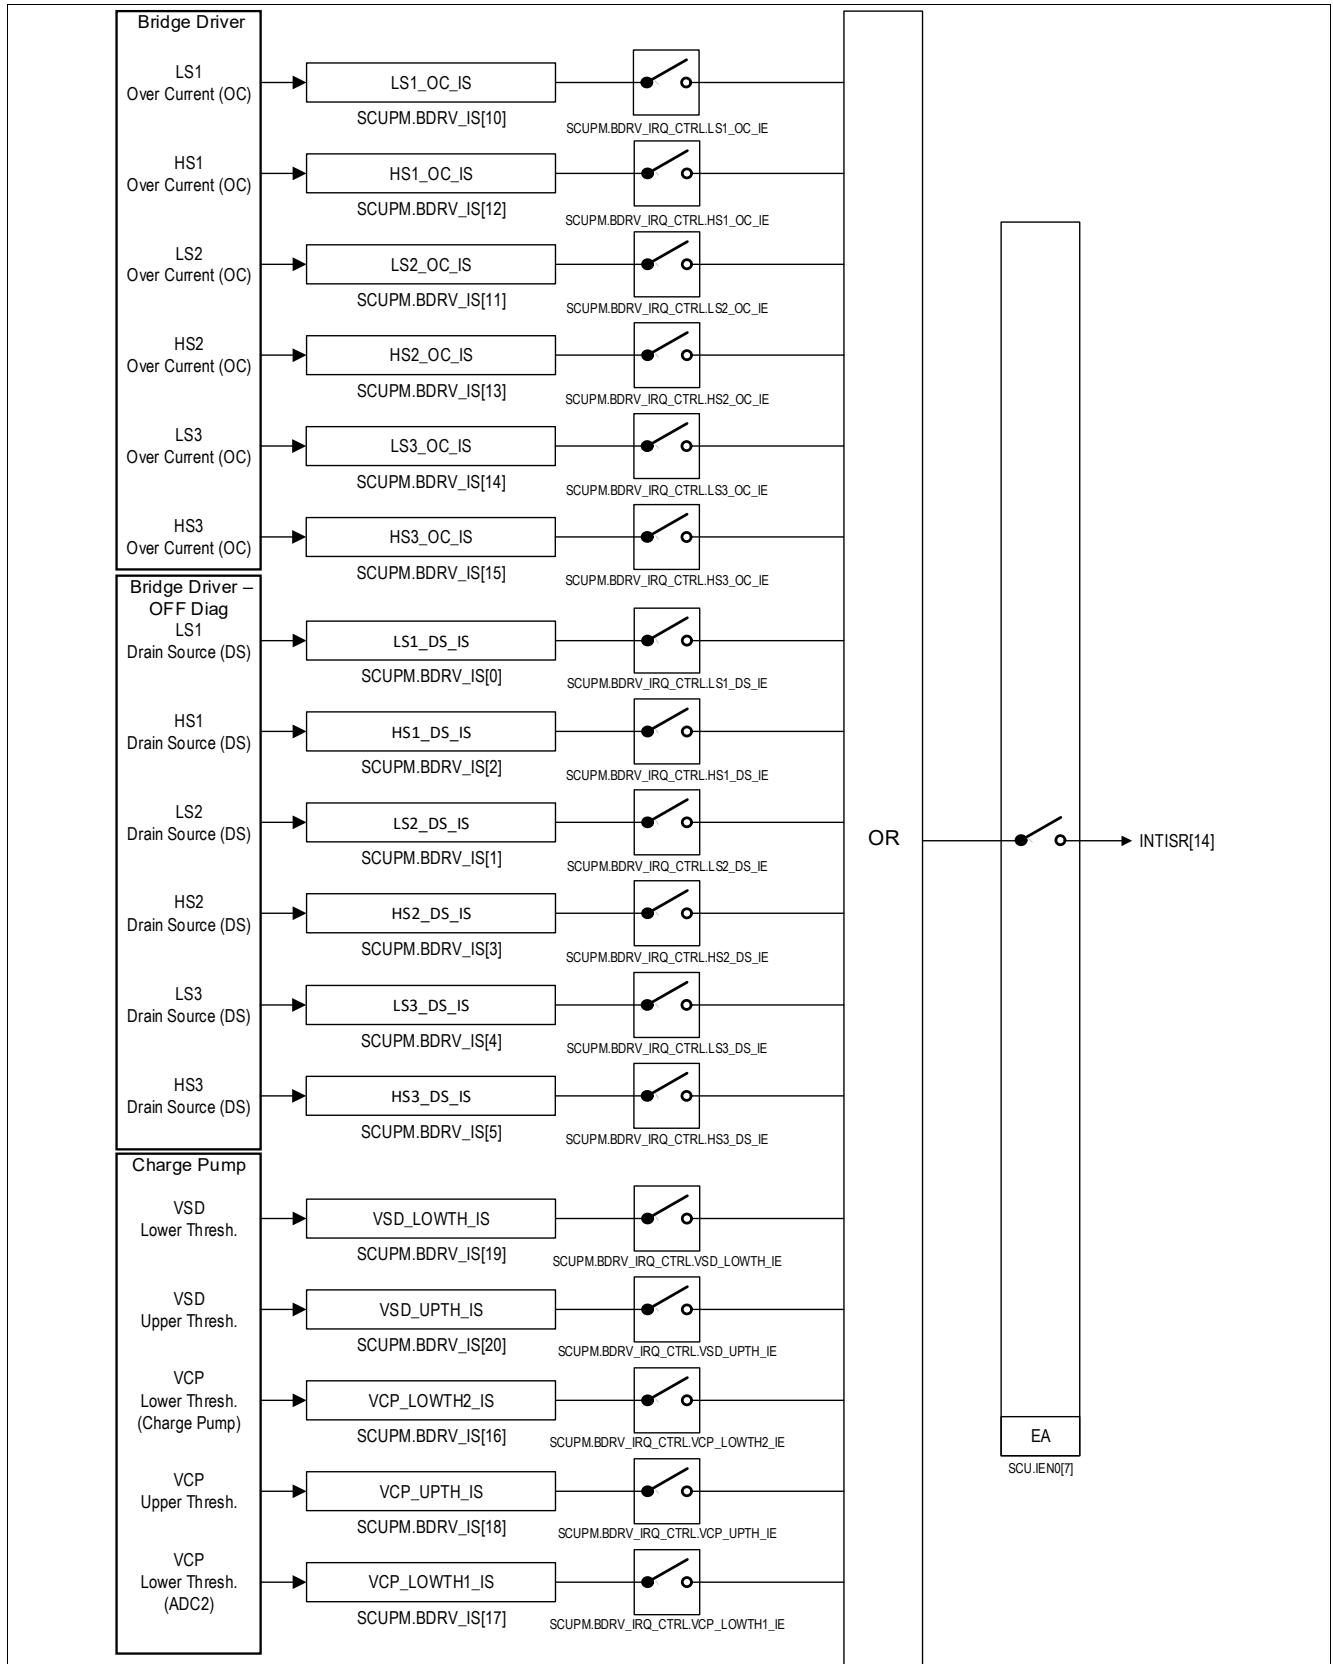 Bridge Driver
LS1
Over Current (OC)
LS1_OC_IS
SCUPM.BDRV_IS[10]
SCUPM.BDRV_IRQ_CTRL.LS1_OC_IE
HS1
Over Current (OC)
HS1_OC_IS
SCUPM.BDRV_IS[12]
SCUPM.BDRV_IRQ_CTRL.HS1_OC_IE
LS2
Over Current (OC)
LS2_OC_IS
SCUPM.BDRV_IS[11]
SCUPM.BDRV_IRQ_CTRL.LS2_OC_IE
HS2
Over Current (OC)
HS2_OC_IS
SCUPM.BDRV_IS[13]
SCUPM.BDRV_IRQ_CTRL.HS2_OC_IE
LS3
Over Current (OC)
LS3_OC_IS
SCUPM.BDRV_IS[14]
SCUPM.BDRV_IRQ_CTRL.LS3_OC_IE
HS3
Over Current (OC)
HS3_OC_IS
SCUPM.BDRV_IS[15]
SCUPM.BDRV_IRQ_CTRL.HS3_OC_IE
Bridge Driver –
OFF Diag
LS1
Drain Source (DS)
LS1_DS_IS
SCUPM.BDRV_IS[0]
SCUPM.BDRV_IRQ_CTRL.LS1_DS_IE
HS1
Drain Source (DS)
HS1_DS_IS
SCUPM.BDRV_IS[2]
SCUPM.BDRV_IRQ_CTRL.HS1_DS_IE
LS2
Drain Source (DS)
LS2_DS_IS
SCUPM.BDRV_IS[1]
SCUPM.BDRV_IRQ_CTRL.LS2_DS_IE
HS2
Drain Source (DS)
HS2_DS_IS
SCUPM.BDRV_IS[3]
SCUPM.BDRV_IRQ_CTRL.HS2_DS_IE
LS3
Drain Source (DS)
LS3_DS_IS
SCUPM.BDRV_IS[4]
SCUPM.BDRV_IRQ_CTRL.LS3_DS_IE
HS3
Drain Source (DS)
HS3_DS_IS
SCUPM.BDRV_IS[5]
SCUPM.BDRV_IRQ_CTRL.HS3_DS_IE
Charge Pump
VSD
Lower Thresh.
VSD_LOWTH_IS
SCUPM.BDRV_IS[19]
SCUPM.BDRV_IRQ_CTRL.VSD_LOWTH_IE
VSD
Upper Thresh.
VSD_UPTH_IS
SCUPM.BDRV_IS[20]
SCUPM.BDRV_IRQ_CTRL.VSD_UPTH_IE
VCP
Lower Thresh.
(Charge Pump)
VCP_LOWTH2_IS
SCUPM.BDRV_IS[16]
SCUPM.BDRV_IRQ_CTRL.VCP_LOWTH2_IE
VCP
Upper Thresh.
VCP_UPTH_IS
SCUPM.BDRV_IS[18]
SCUPM.BDRV_IRQ_CTRL.VCP_UPTH_IE
VCP
Lower Thresh.
(ADC2)
VCP_LOWTH1_IS
SCUPM.BDRV_IS[17]
SCUPM.BDRV_IRQ_CTRL.VCP_LOWTH1_IE
OR
INTISR[14]
EA
SCU.IEN0[7]